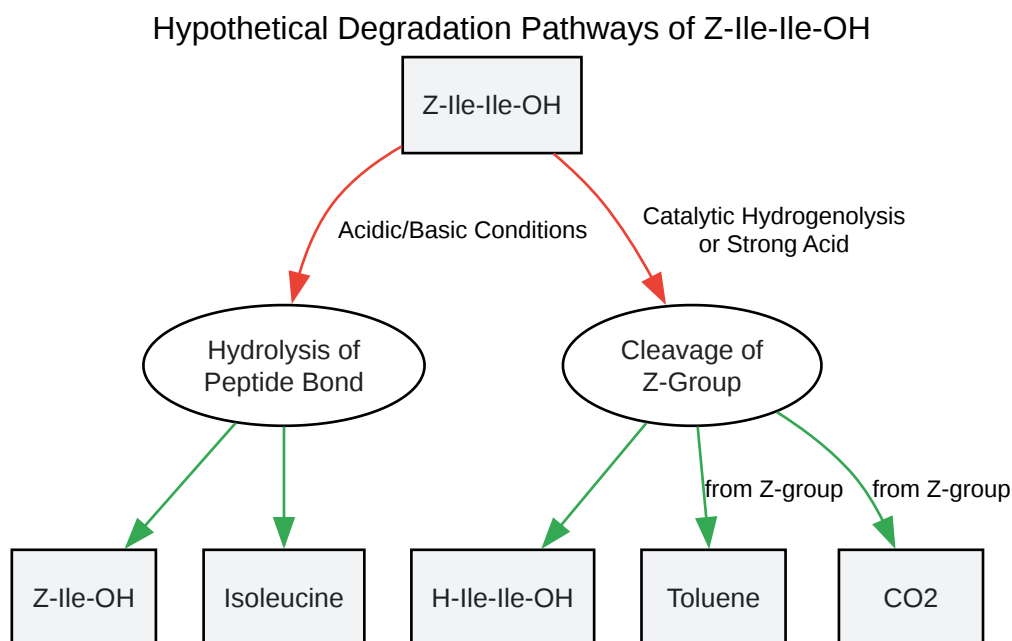 Hypothetical Degradation Pathways of Z-Ile-Ile-OH
Z-Ile-Ile-OH
Acidic/Basic Conditions
Catalytic Hydrogenolysis
or Strong Acid
Hydrolysis of
Peptide Bond
Cleavage of
Z-Group
from Z-group
from Z-group
Z-Ile-OH
Isoleucine
H-Ile-Ile-OH
Toluene
CO2